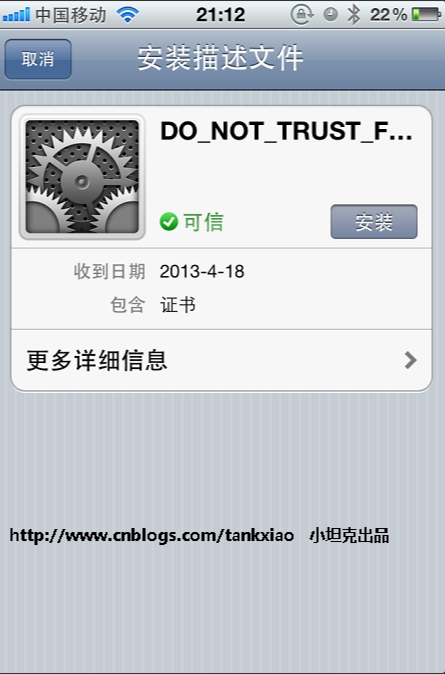 中国移动 21:12 22%
取消 安装描述文件
DO_NOT_TRUST_F...
可信 安装
收到日期 2013-4-18
包含 证书
更多详细信息
http://www.cnblogs.com/tankxiao 小坦克出品